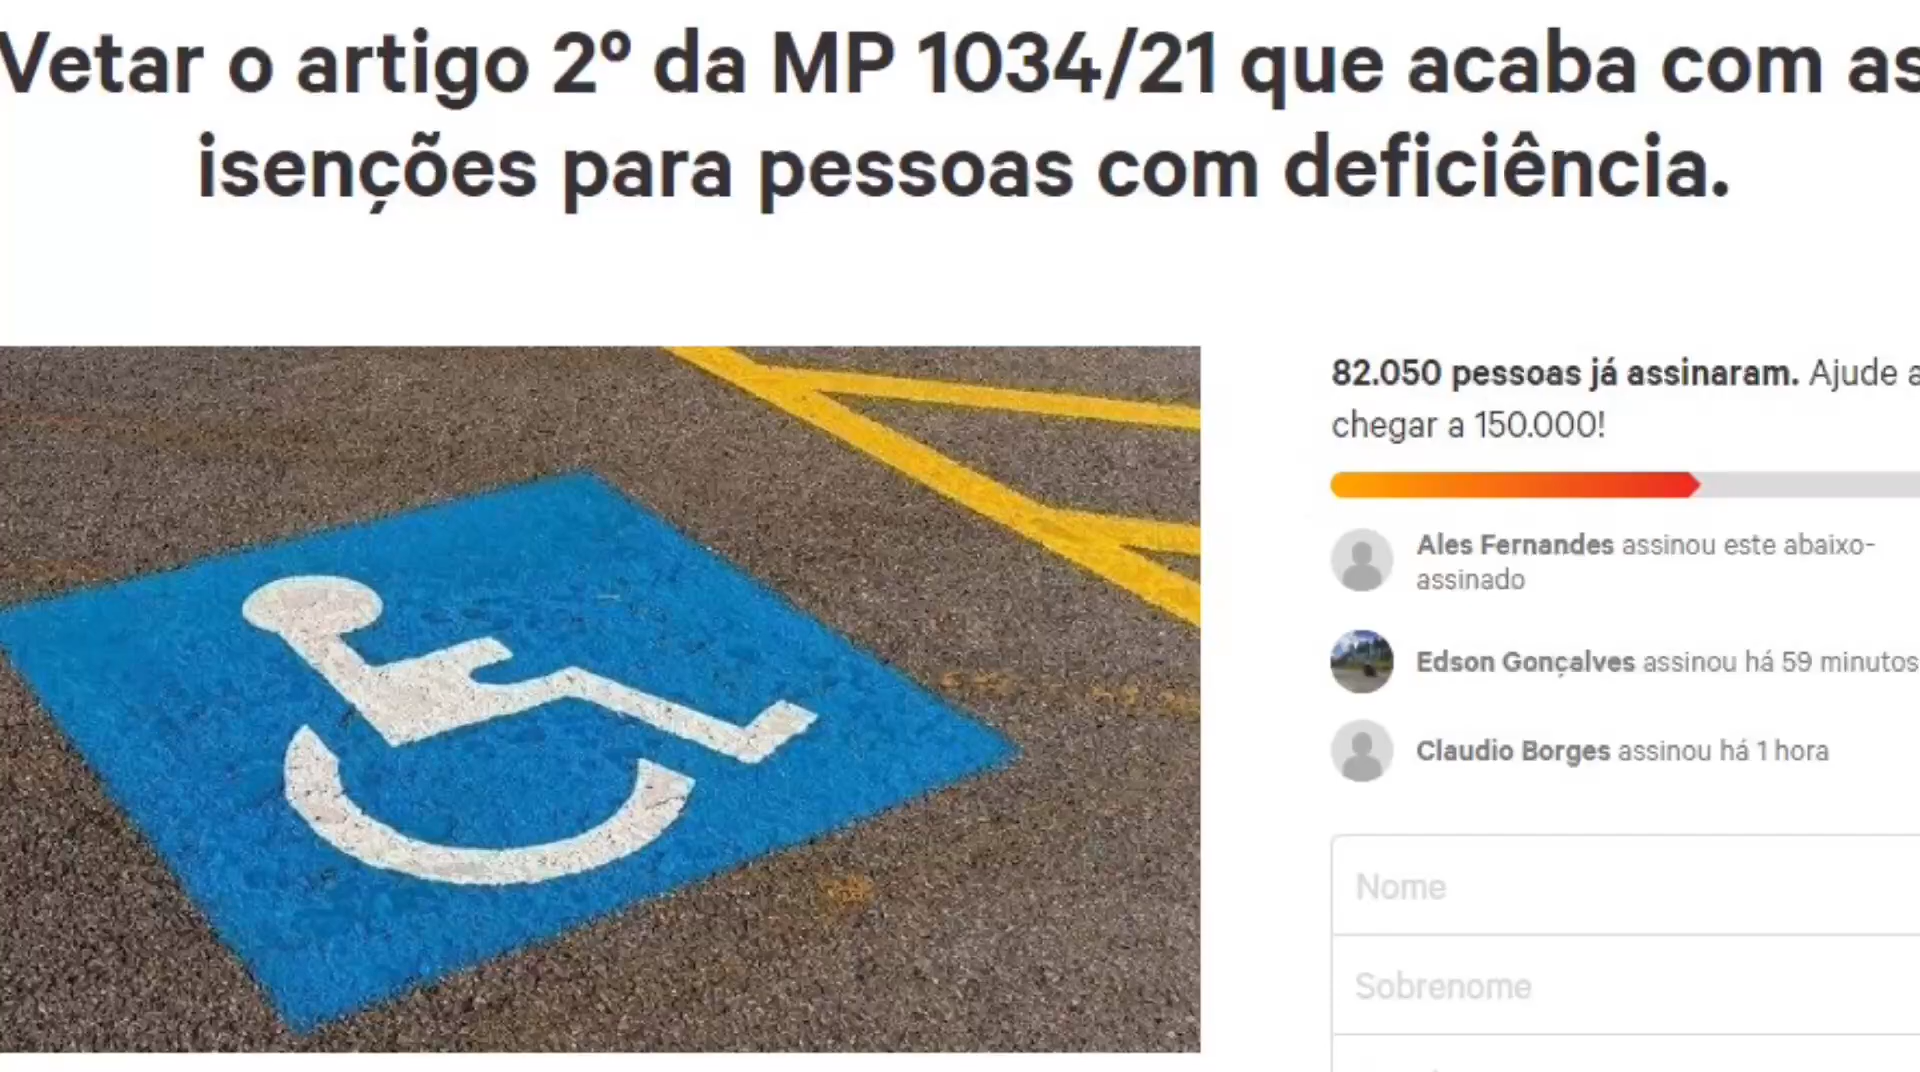 Vetar o artigo 2º da MP 1034/21 que acaba com as
isenções para pessoas com deficiência.
82.050 pessoas já assinaram. Ajude a
chegar a 150.000!
Ales Fernandes assinou este abaixo-
assinado
Edson Gonçalves assinou há 59 minutos
Claudio Borges assinou há 1 hora
Nome
Sobrenome